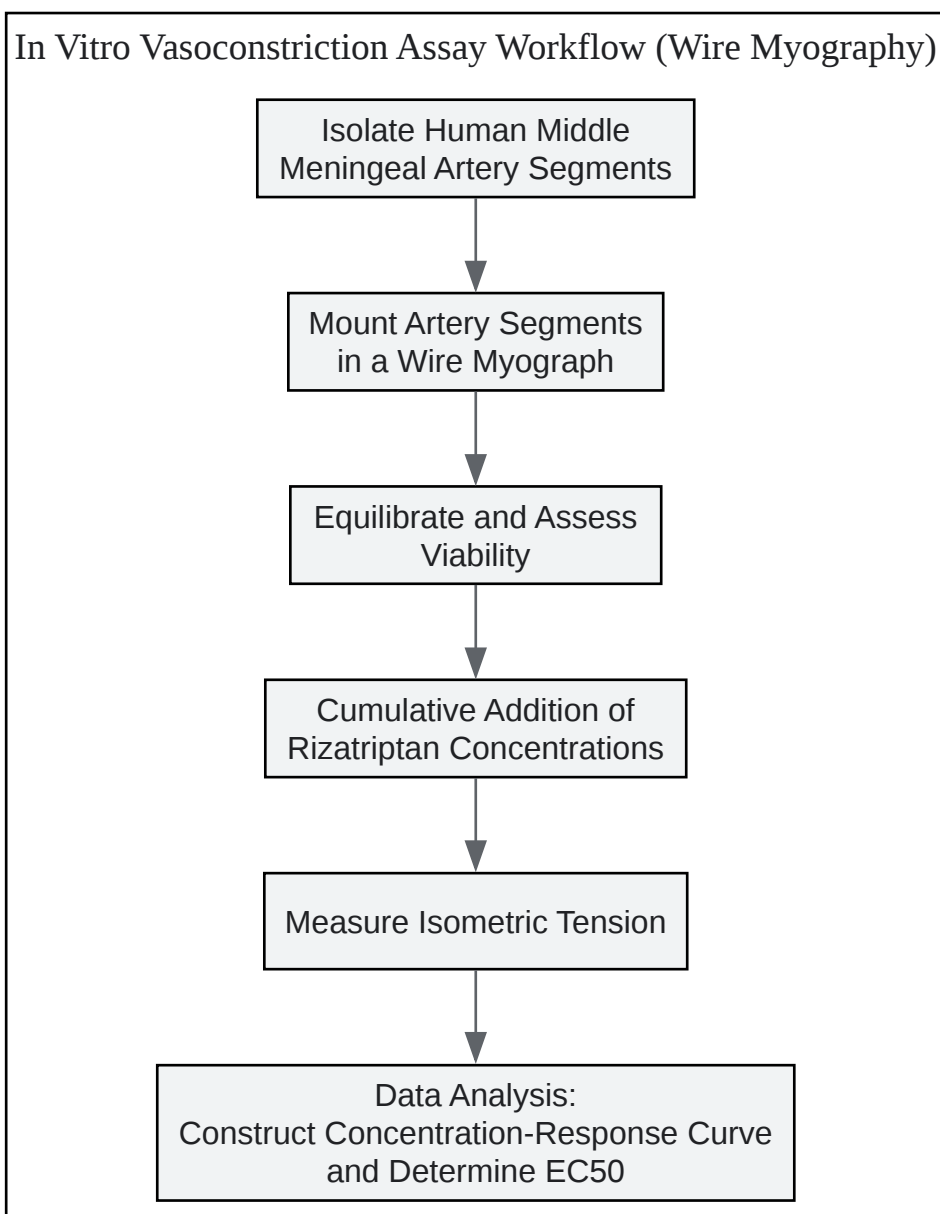 In Vitro Vasoconstriction Assay Workflow (Wire Myography)
Isolate Human Middle
Meningeal Artery Segments
Mount Artery Segments
in a Wire Myograph
Equilibrate and Assess
Viability
Cumulative Addition of
Rizatriptan Concentrations
Measure Isometric Tension
Data Analysis:
Construct Concentration-Response Curve
and Determine EC50